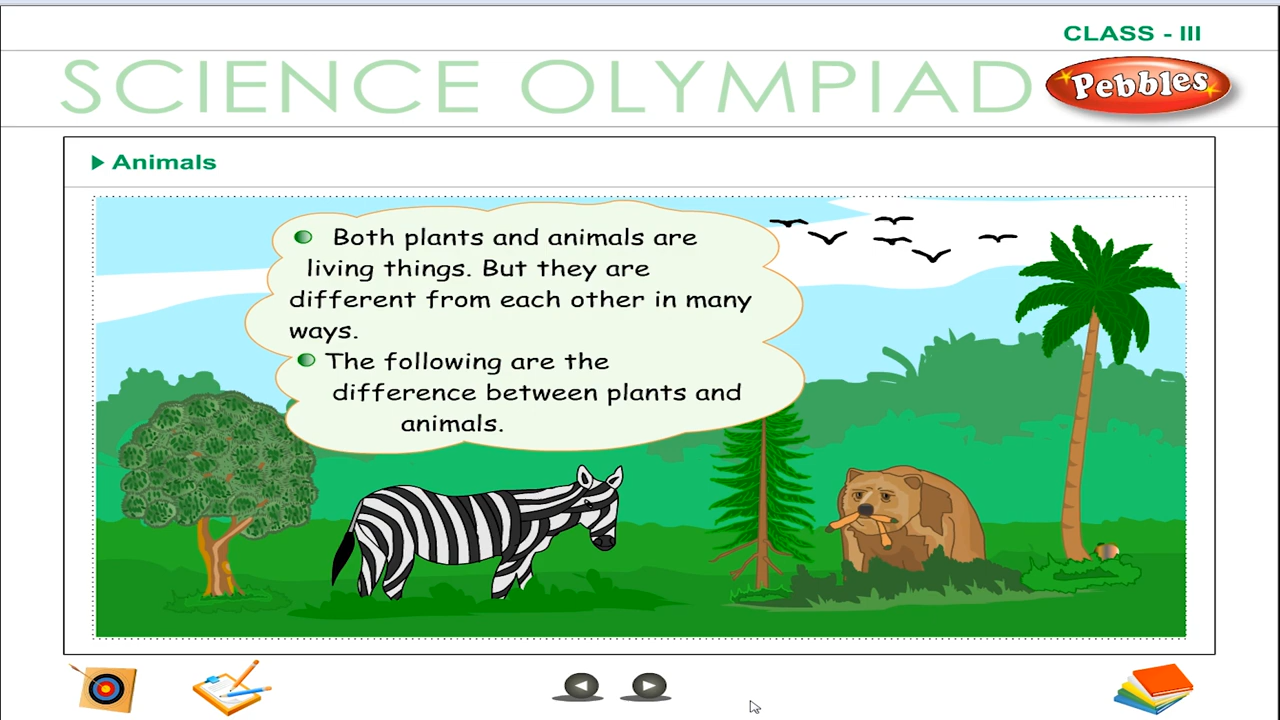 CLASS - III
SCIENCE OLYMPIAD
Pebbles
Animals
Both plants and animals are
living things. But they are
different from each other in many
ways.
The following are the
difference between plants and
animals.